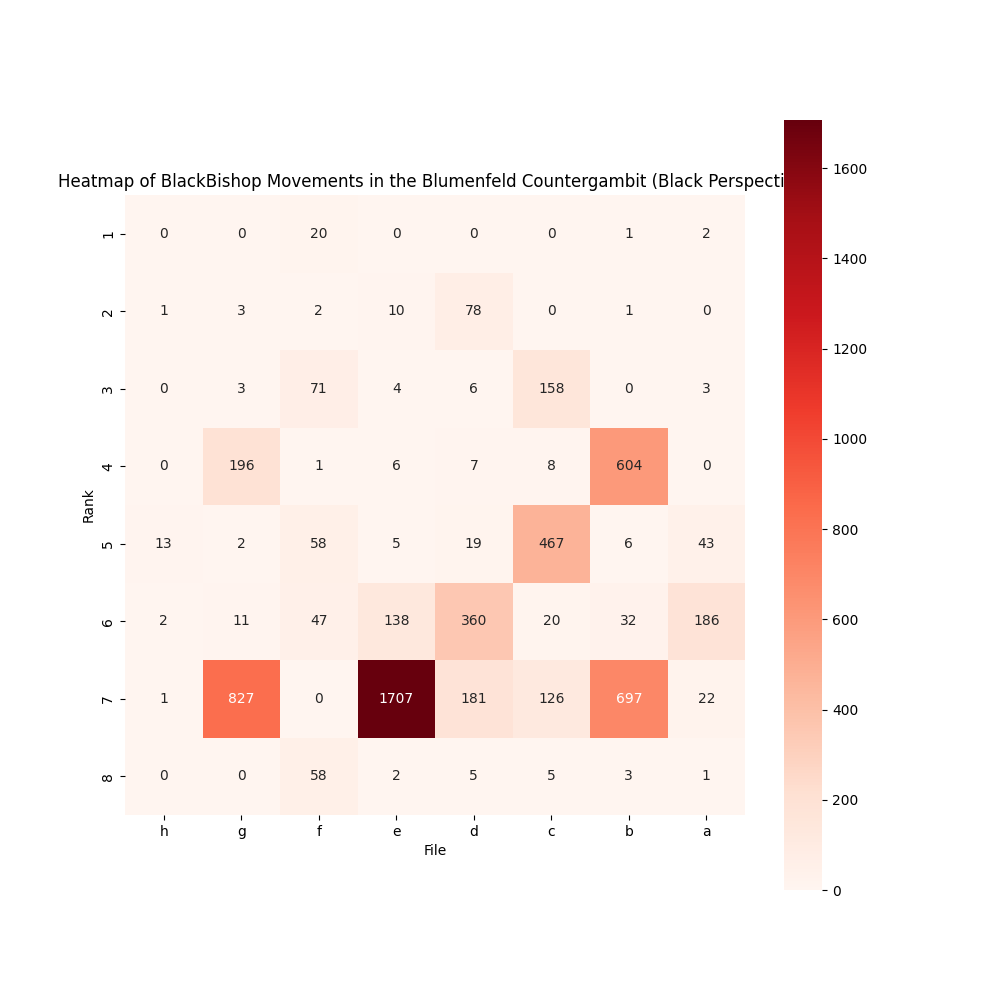 Heatmap of BlackBishop Movements in the Blumenfeld Countergambit (Black Perspecti
1 0 0 20 0 0 0 1 2
2 1 3 2 10 78 0 1 0
3 0 3 71 4 6 158 0 3
4 0 196 1 6 7 8 604 0
Rank
5 13 2 58 5 19 467 6 43
6 2 11 47 138 360 20 32 186
7 1 827 0 1707 181 126 697 22
8 0 0 58 2 5 5 3 1
h g f e d c b a
File
1600
1400
1200
1000
800
600
400
200
0